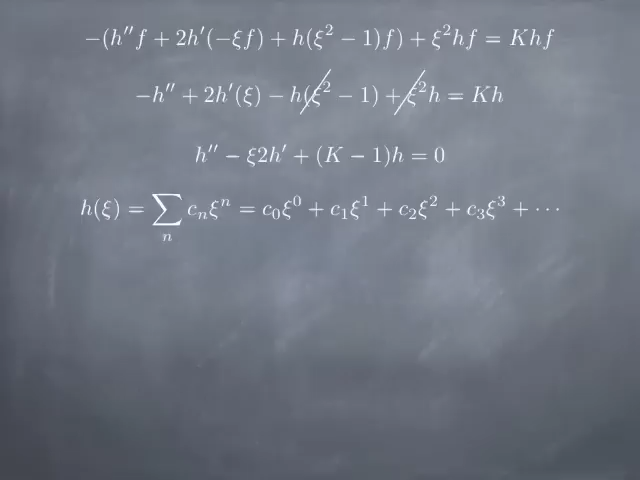 −(h″f + 2h′(−ξf) + h(ξ² − 1)f) + ξ²hf = Khf
−h″ + 2h′(ξ) − h(ξ² − 1) + ξ²h = Kh
h″ − ξ2h′ + (K − 1)h = 0
h(ξ) = ∑ₙ cₙξⁿ = c₀ξ⁰ + c₁ξ¹ + c₂ξ² + c₃ξ³ + ⋯